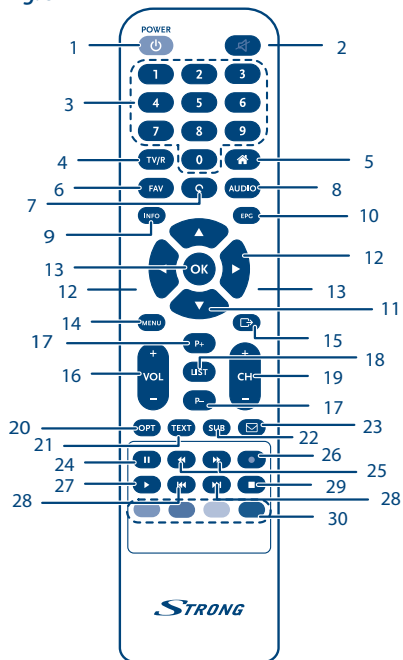 POWER
1
2
1 2 3
3
4 5 6
7 8 9
4
TV/R
0
5
6
FAV
7
AUDIO
8
INFO
9
EPG
10
12
13
OK
12
13
11
14
MENU
15
17
P+
+
16
VOL
−
LIST
18
+
CH
−
19
P−
17
20
OPT
TEXT
SUB
23
21
22
24
26
25
27
29
28
28
30
STRONG